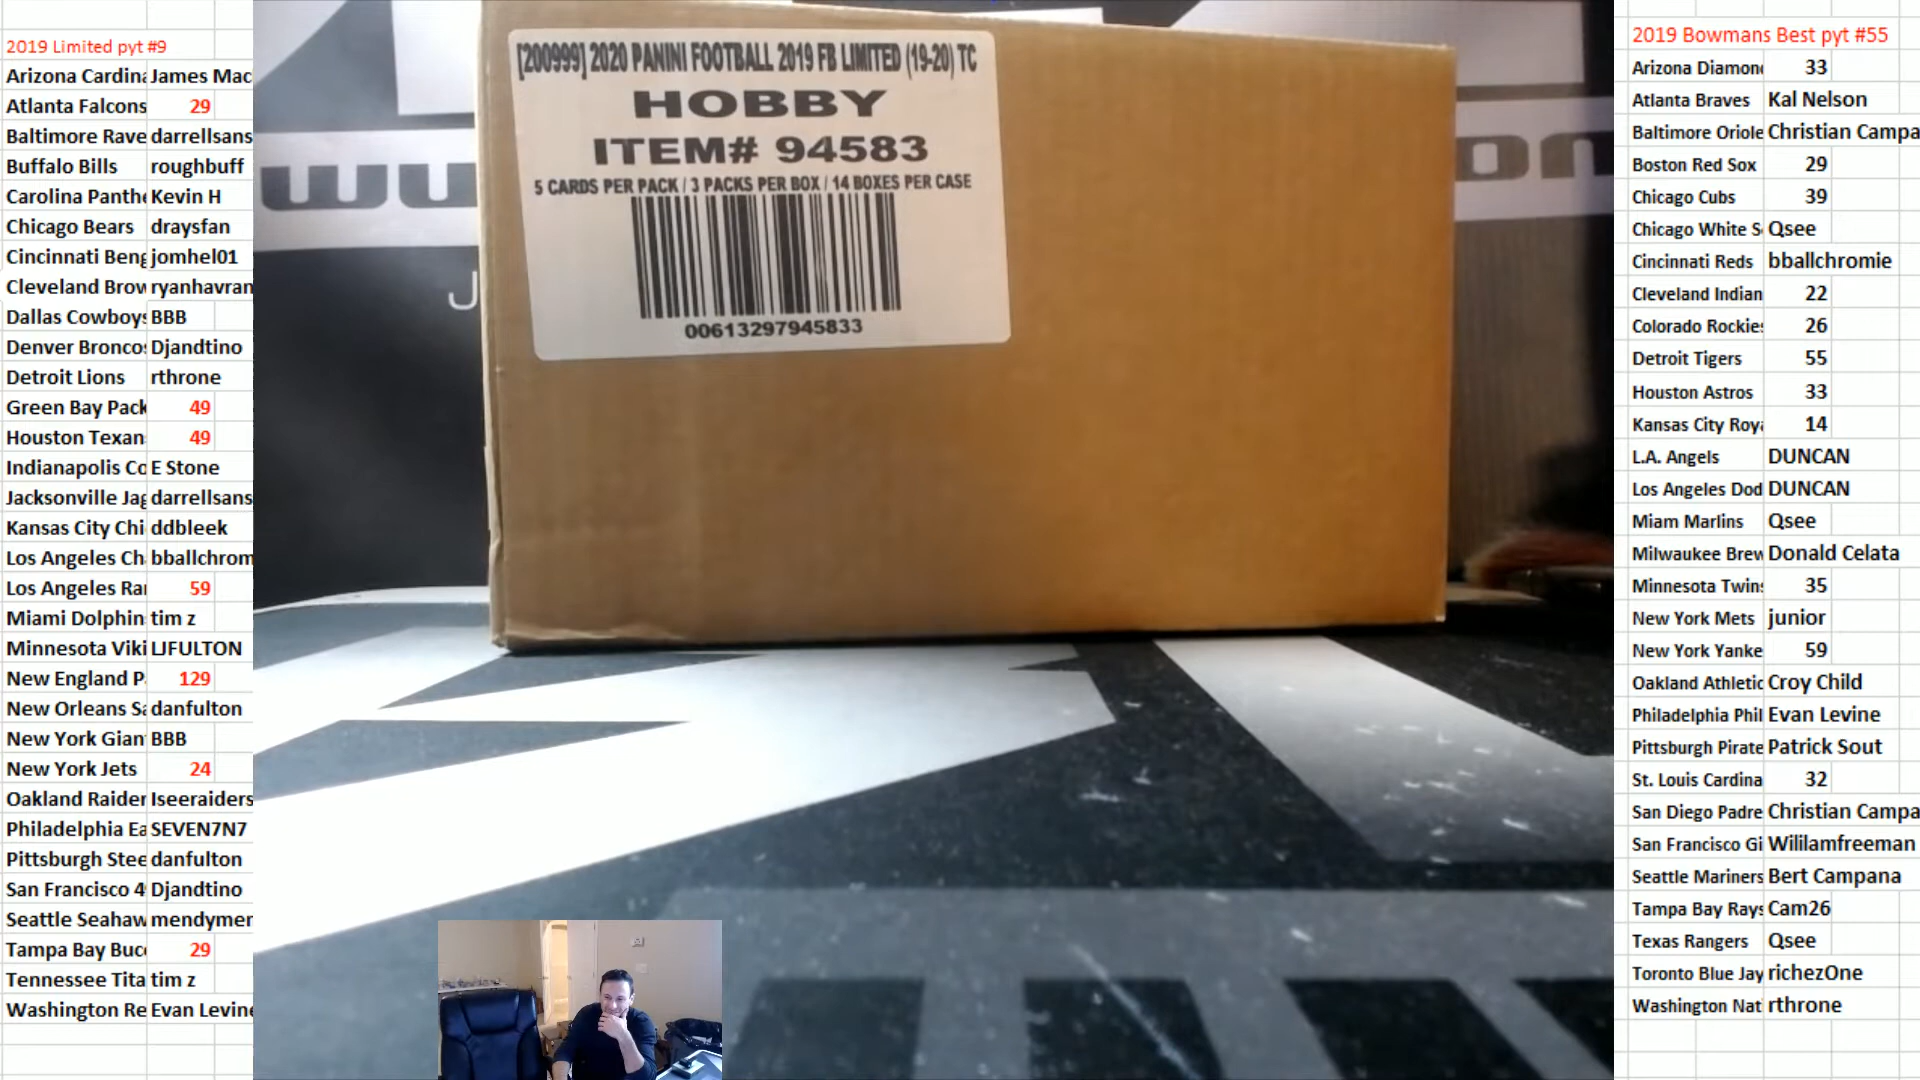 2019 Limited pyt #9
Arizona Cardina James Mac
Atlanta Falcons 29
Baltimore Rave darrellsans
Buffalo Bills roughbuff
Carolina Panthe Kevin H
Chicago Bears draysfan
Cincinnati Beng jomhel01
Cleveland Brow ryanhavran
Dallas Cowboys BBB
Denver Broncos Djandtino
Detroit Lions rthrone
Green Bay Pack 49
Houston Texan 49
Indianapolis Co E Stone
Jacksonville Jag darrellsans
Kansas City Chi ddbleek
Los Angeles Ch bballchrom
Los Angeles Ra 59
Miami Dolphin tim z
Minnesota Viki LJFULTON
New England P 129
New Orleans Sa danfulton
New York Gian BBB
New York Jets 24
Oakland Raider Iseeraiders
Philadelphia Ea SEVEN7N7
Pittsburgh Stee danfulton
San Francisco 4 Djandtino
Seattle Seahaw mendymer
Tampa Bay Bucc 29
Tennessee Tita tim z
Washington Re Evan Levine
[200999] 2020 PANINI FOOTBALL 2019 FB LIMITED (19-20) TC
HOBBY
ITEM# 94583
5 CARDS PER PACK / 3 PACKS PER BOX / 14 BOXES PER CASE
00613297945833
2019 Bowmans Best pyt #55
Arizona Diamon 33
Atlanta Braves Kal Nelson
Baltimore Oriole Christian Campa
Boston Red Sox 29
Chicago Cubs 39
Chicago White S Qsee
Cincinnati Reds bballchromie
Cleveland Indian 22
Colorado Rockies 26
Detroit Tigers 55
Houston Astros 33
Kansas City Roya 14
L.A. Angels DUNCAN
Los Angeles Dod DUNCAN
Miam Marlins Qsee
Milwaukee Brew Donald Celata
Minnesota Twins 35
New York Mets junior
New York Yanke 59
Oakland Athletic Croy Child
Philadelphia Phil Evan Levine
Pittsburgh Pirate Patrick Sout
St. Louis Cardina 32
San Diego Padre Christian Campa
San Francisco Gi Wililamfreeman
Seattle Mariners Bert Campana
Tampa Bay Rays Cam26
Texas Rangers Qsee
Toronto Blue Jay richezOne
Washington Nat rthrone